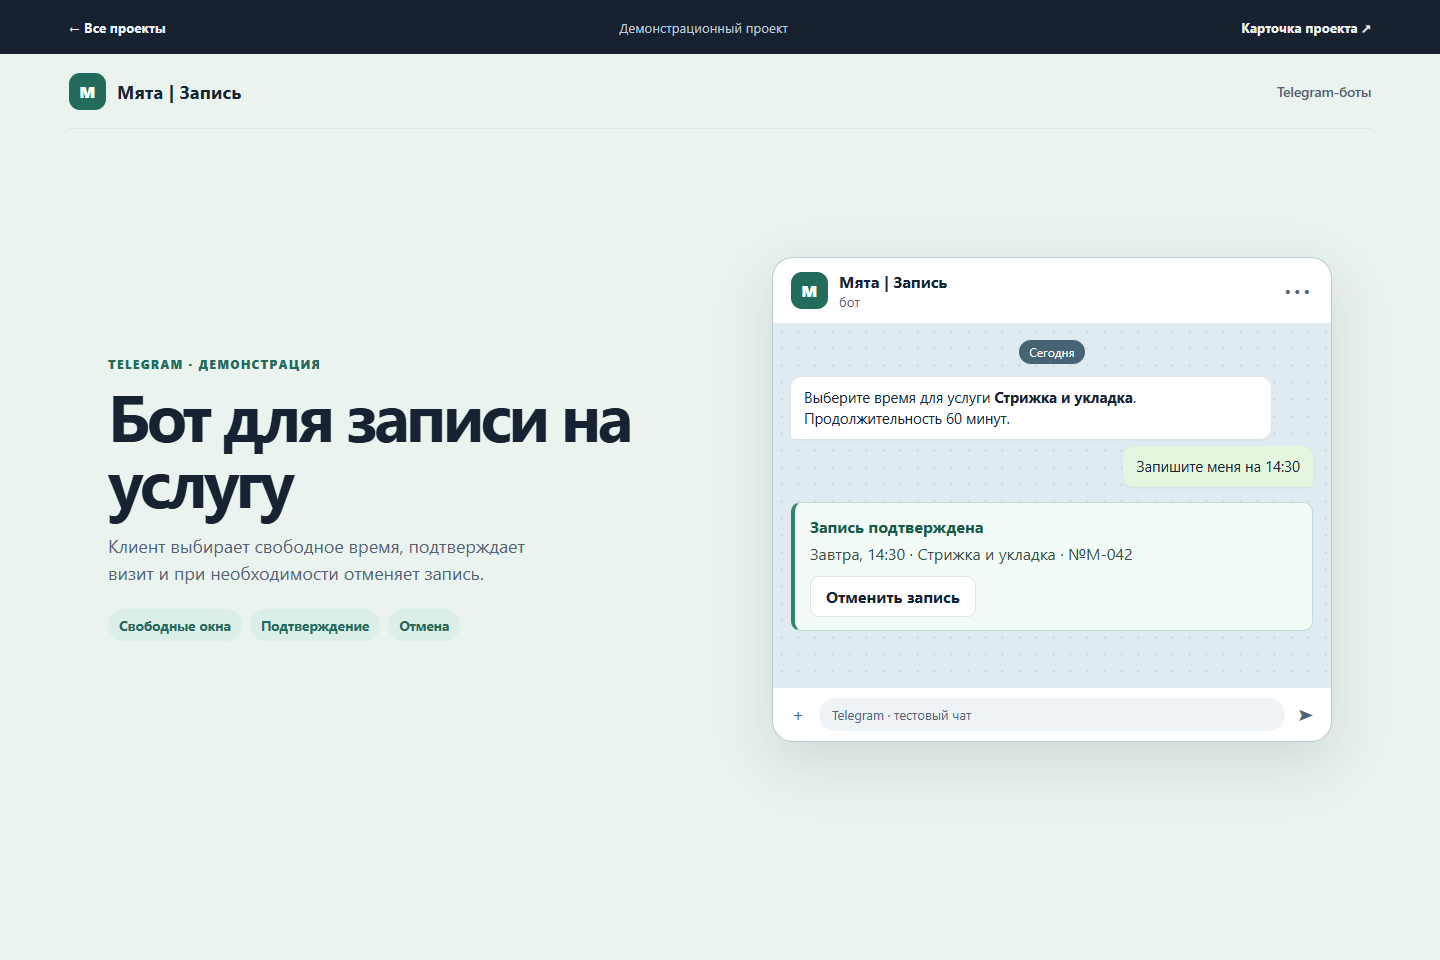 ← Все проекты
Демонстрационный проект
Карточка проекта ↗
М
Мята | Запись
Telegram-боты
TELEGRAM · ДЕМОНСТРАЦИЯ
Бот для записи на
услугу
Клиент выбирает свободное время, подтверждает
визит и при необходимости отменяет запись.
Свободные окна
Подтверждение
Отмена
М
Мята | Запись
бот
Сегодня
Выберите время для услуги Стрижка и укладка.
Продолжительность 60 минут.
Запишите меня на 14:30
Запись подтверждена
Завтра, 14:30 · Стрижка и укладка · №М-042
Отменить запись
+
Telegram · тестовый чат